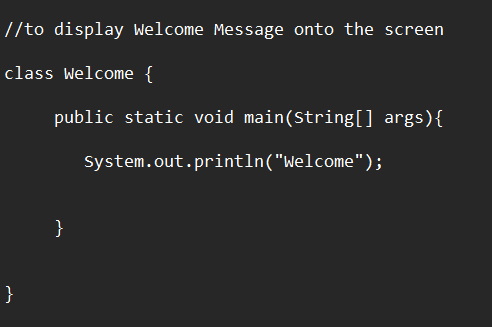 //to display Welcome Message onto the screen
class Welcome {
public static void main(String[] args){
System.out.println("Welcome");
}
}